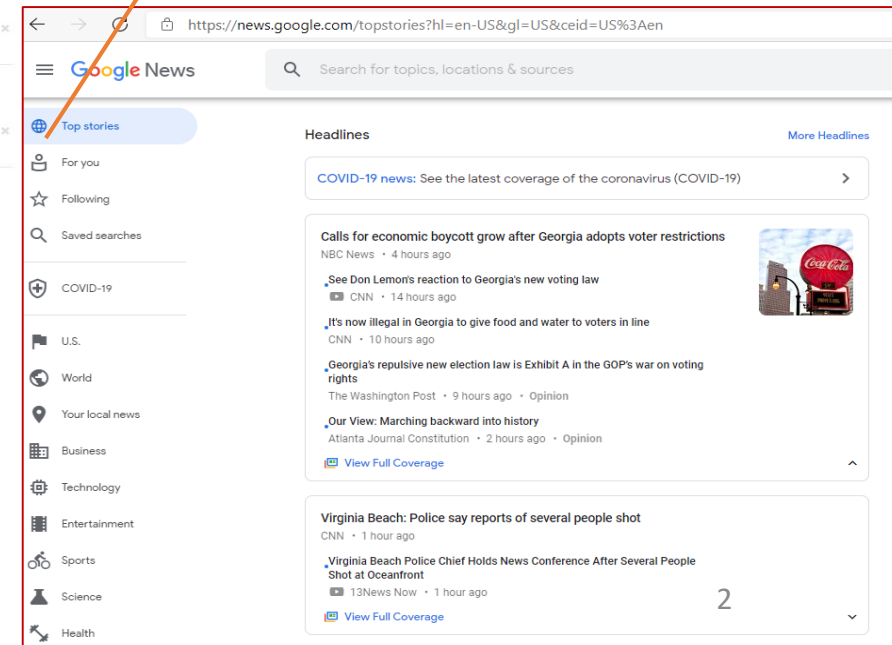 https://news.google.com/topstories?hl=en-US&gl=US&ceid=US%3Aen
Google News
Search for topics, locations & sources
Top stories
For you
Following
Saved searches
COVID-19
U.S.
World
Your local news
Business
Technology
Entertainment
Sports
Science
Health
Headlines
More Headlines
COVID-19 news: See the latest coverage of the coronavirus (COVID-19)
Calls for economic boycott grow after Georgia adopts voter restrictions
NBC News • 4 hours ago
See Don Lemon's reaction to Georgia's new voting law
CNN • 14 hours ago
It's now illegal in Georgia to give food and water to voters in line
CNN • 10 hours ago
Georgia's repulsive new election law is Exhibit A in the GOP's war on voting
rights
The Washington Post • 9 hours ago • Opinion
Our View: Marching backward into history
Atlanta Journal Constitution • 2 hours ago • Opinion
View Full Coverage
Coca-Cola
Virginia Beach: Police say reports of several people shot
CNN • 1 hour ago
Virginia Beach Police Chief Holds News Conference After Several People
Shot at Oceanfront
13News Now • 1 hour ago
View Full Coverage
2